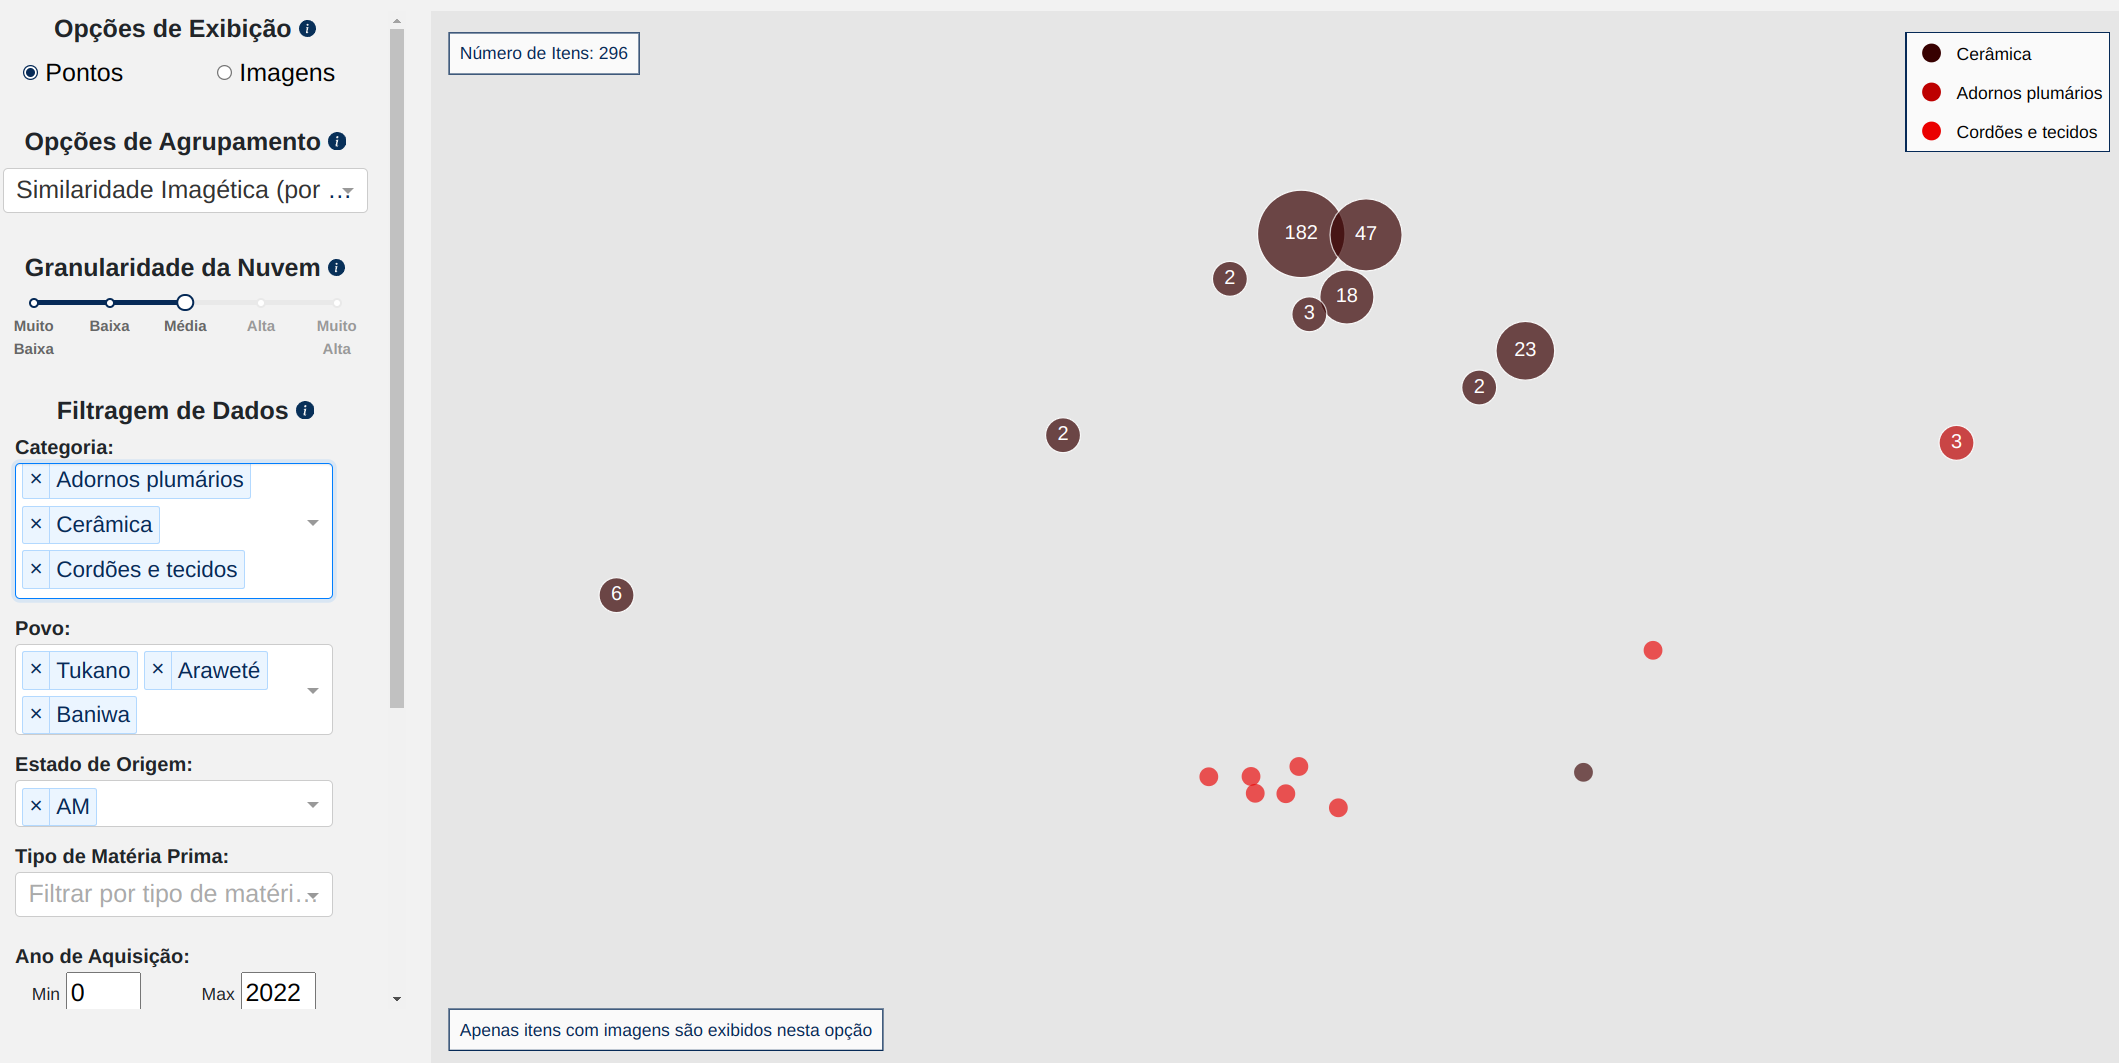 Opções de Exibição
Pontos
Imagens
Opções de Agrupamento
Similaridade Imagética (por ...
Granularidade da Nuvem
Muito Baixa
Baixa
Média
Alta
Muito Alta
Filtragem de Dados
Categoria:
× Adornos plumários
× Cerâmica
× Cordões e tecidos
Povo:
× Tukano × Araweté
× Baniwa
Estado de Origem:
× AM
Tipo de Matéria Prima:
Filtrar por tipo de matéri...
Ano de Aquisição:
Min 0 Max 2022
Número de Itens: 296
Cerâmica
Adornos plumários
Cordões e tecidos
182
47
2
18
3
23
2
2
3
6
Apenas itens com imagens são exibidos nesta opção